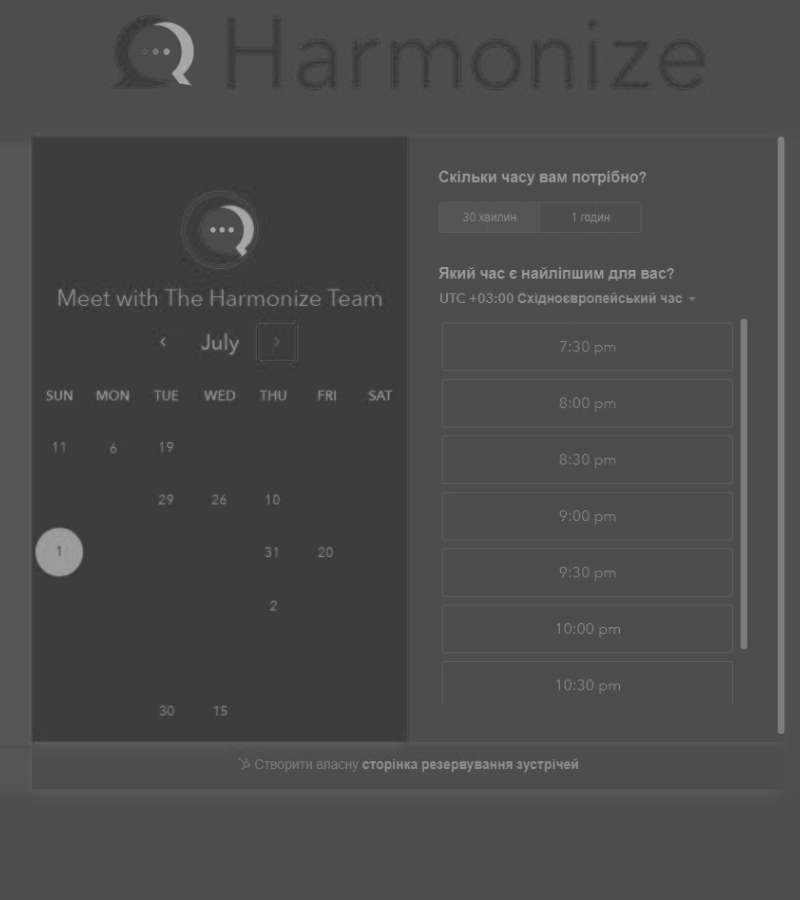 Harmonize
Meet with The Harmonize Team
July
SUN MON TUE WED THU FRI SAT
11 6 19
29 26 10
1 31 20
2
30 15
Скільки часу вам потрібно?
30 хвилин 1 годин
Який час є найліпшим для вас?
UTC +03:00 Східноєвропейський час
7:30 pm
8:00 pm
8:30 pm
9:00 pm
9:30 pm
10:00 pm
10:30 pm
Створити власну сторінка резервування зустрічей